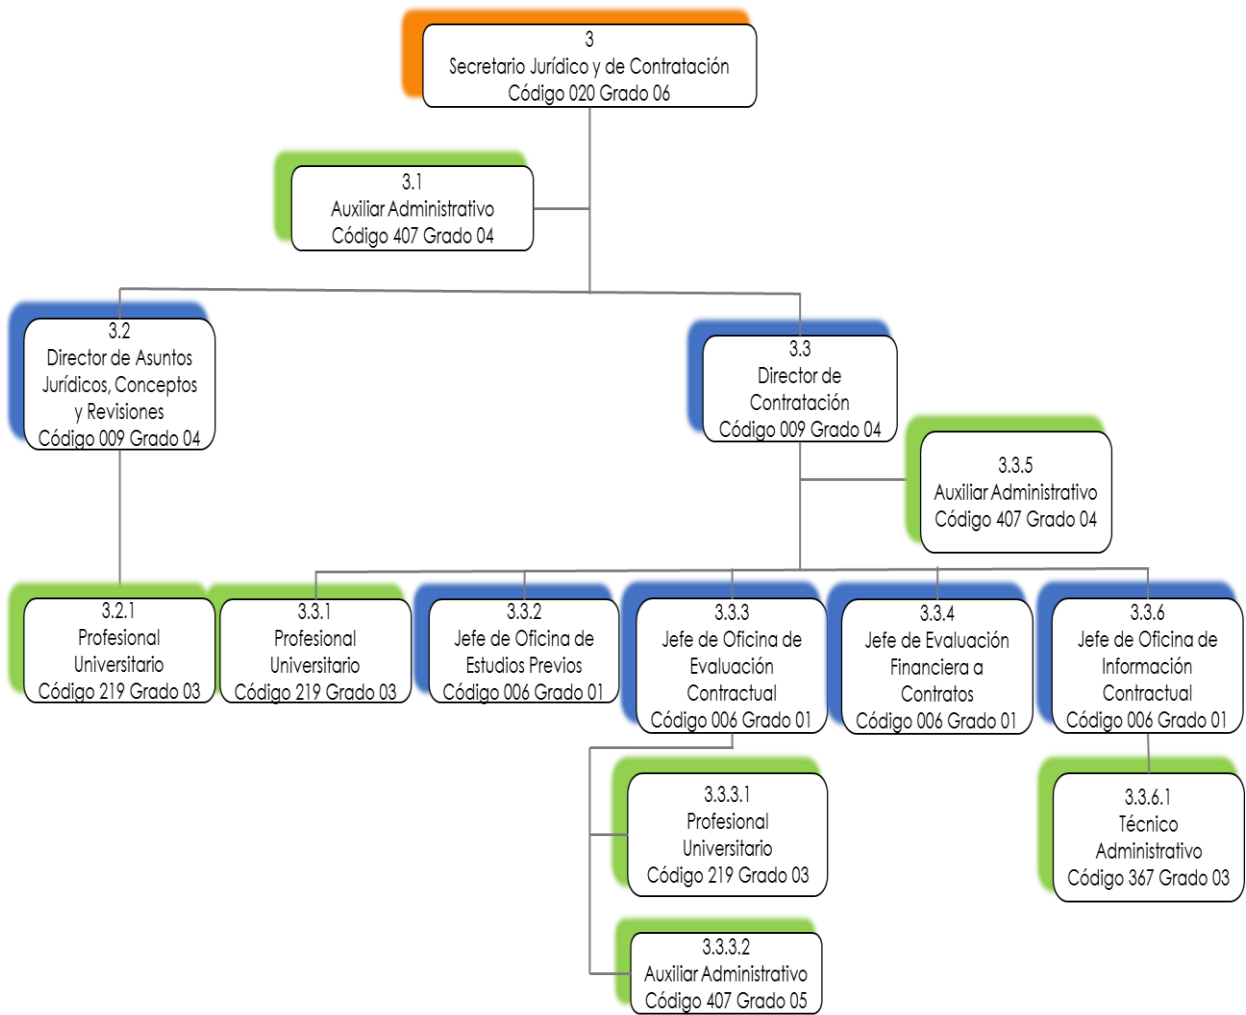 3
Secretario Jurídico y de Contratación
Código 020 Grado 06
3.1
Auxiliar Administrativo
Código 407 Grado 04
3.2
Director de Asuntos
Jurídicos, Conceptos
y Revisiones
Código 009 Grado 04
3.3
Director de
Contratación
Código 009 Grado 04
3.3.5
Auxiliar Administrativo
Código 407 Grado 04
3.2.1
Profesional
Universitario
Código 219 Grado 03
3.3.1
Profesional
Universitario
Código 219 Grado 03
3.3.2
Jefe de Oficina de
Estudios Previos
Código 006 Grado 01
3.3.3
Jefe de Oficina de
Evaluación
Contractual
Código 006 Grado 01
3.3.4
Jefe de Evaluación
Financiera a
Contratos
Código 006 Grado 01
3.3.6
Jefe de Oficina de
Información
Contractual
Código 006 Grado 01
3.3.3.1
Profesional
Universitario
Código 219 Grado 03
3.3.6.1
Técnico
Administrativo
Código 367 Grado 03
3.3.3.2
Auxiliar Administrativo
Código 407 Grado 05